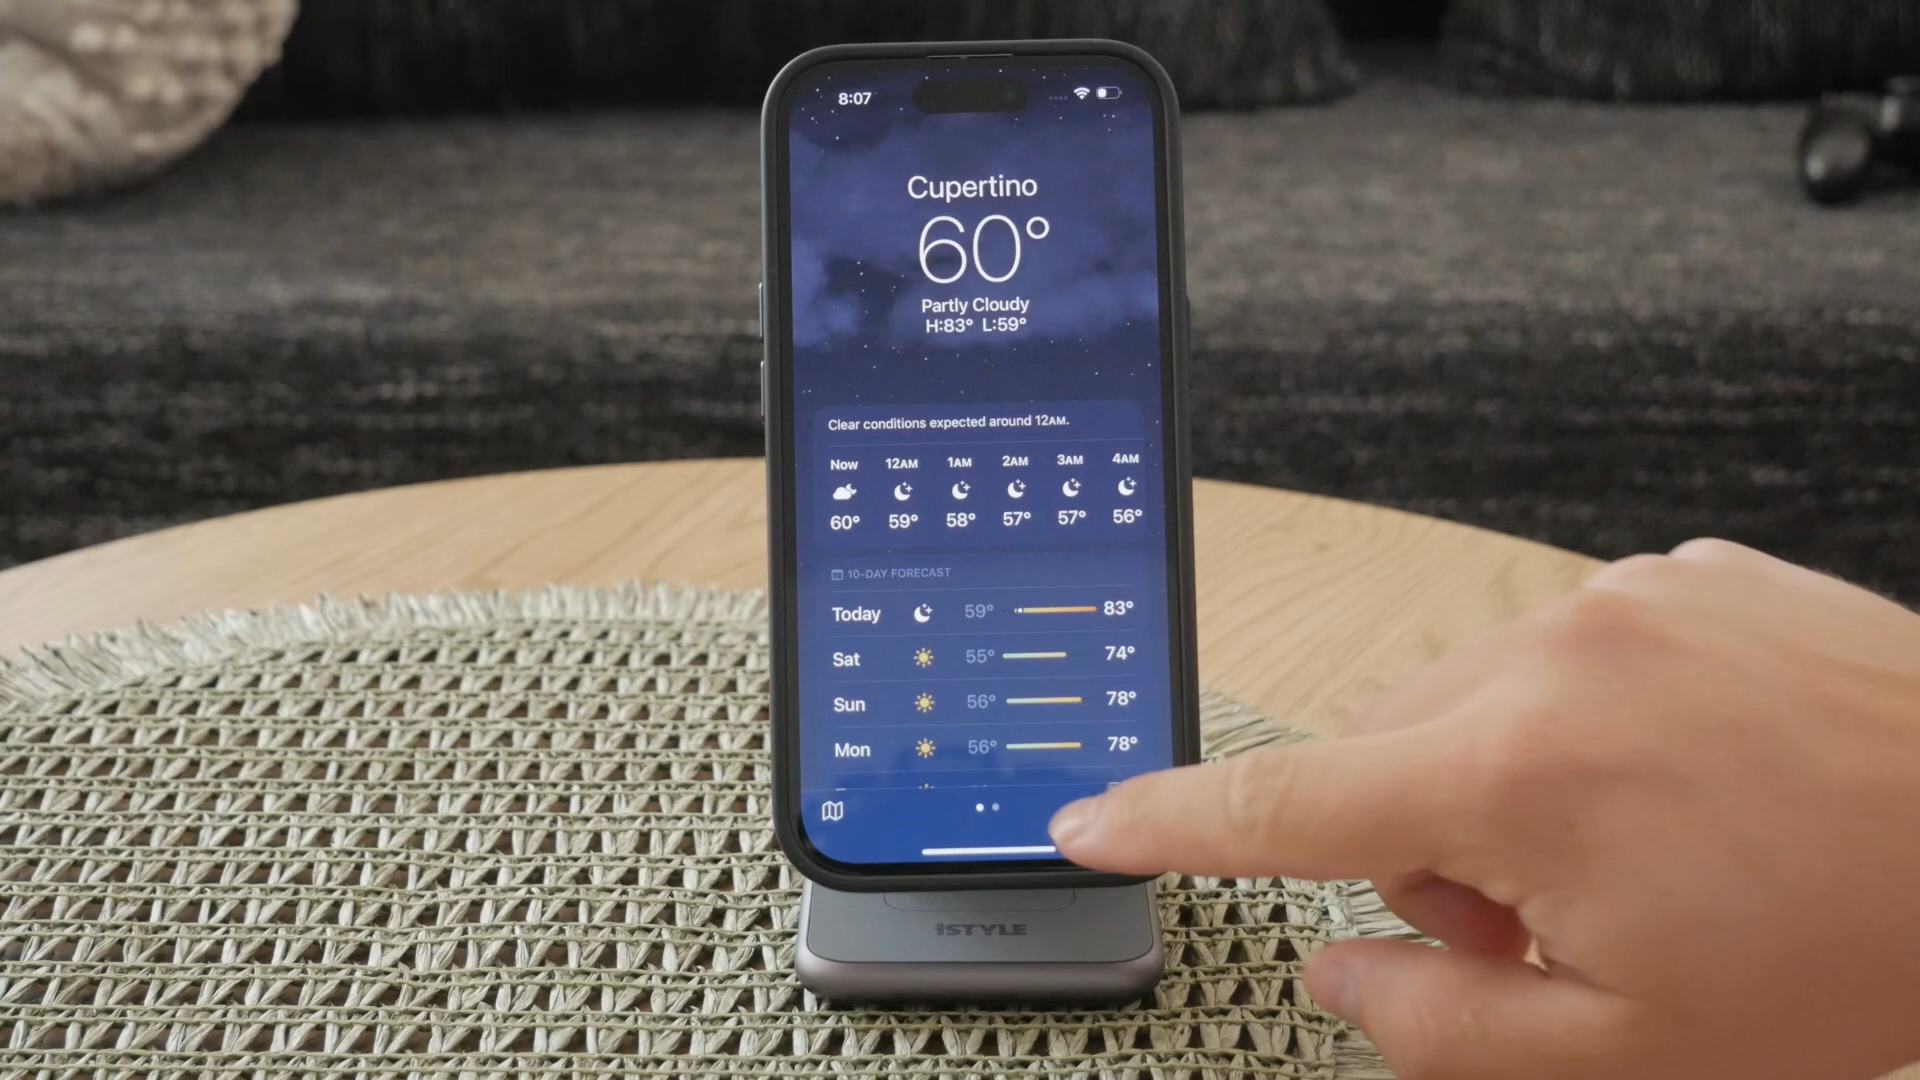 8:07
Cupertino
60°
Partly Cloudy
H:83° L:59°
Clear conditions expected around 12AM.
Now 12AM 1AM 2AM 3AM 4AM
60° 59° 58° 57° 57° 56°
10-DAY FORECAST
Today 59° 83°
Sat 55° 74°
Sun 56° 78°
Mon 56° 78°
iSTYLE